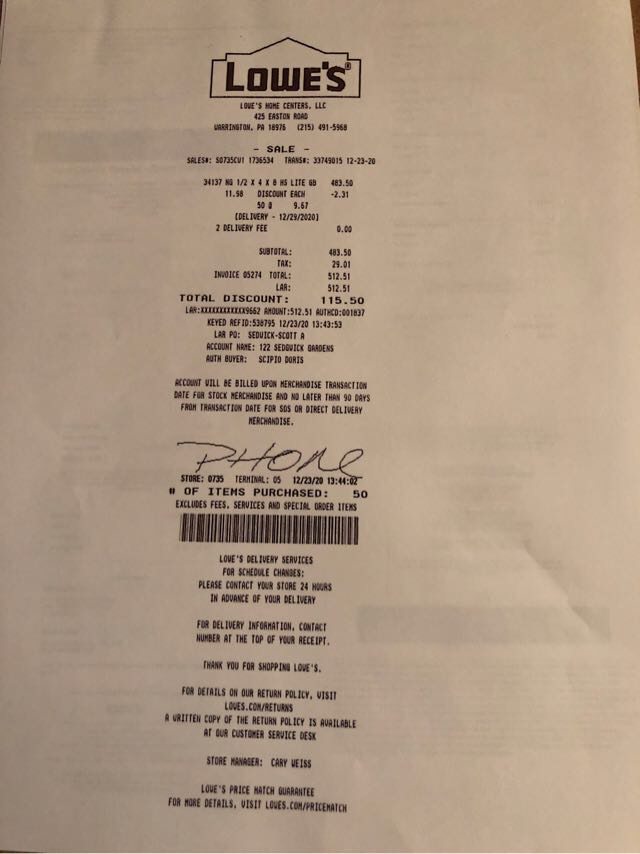 LOWE'S
LOWE'S HOME CENTERS, LLC
425 EASTON ROAD
WARRINGTON, PA 18976 (215) 491-5968
- SALE -
SALES#: S0735CV1 1736534 TRANS#: 33749015 12-23-20
34137 NG 1/2 X 4 X 8 HS LITE GB 483.50
11.98 DISCOUNT EACH -2.31
50 @ 9.67
[DELIVERY - 12/29/2020]
2 DELIVERY FEE 0.00
SUBTOTAL: 483.50
TAX: 29.01
INVOICE 05274 TOTAL: 512.51
LAR: 512.51
TOTAL DISCOUNT: 115.50
LAR:XXXXXXXXXXXX9662 AMOUNT:512.51 AUTHCD:001837
KEYED REFID:538795 12/23/20 13:43:53
LAR PO: SEDWICK-SCOTT A
ACCOUNT NAME: 122 SEDGWICK GARDENS
AUTH BUYER: SCIPIO DORIS
ACCOUNT WILL BE BILLED UPON MERCHANDISE TRANSACTION
DATE FOR STOCK MERCHANDISE AND NO LATER THAN 90 DAYS
FROM TRANSACTION DATE FOR SOS OR DIRECT DELIVERY
MERCHANDISE.
PHONE
STORE: 0735 TERMINAL: 05 12/23/20 13:44:02
# OF ITEMS PURCHASED: 50
EXCLUDES FEES, SERVICES AND SPECIAL ORDER ITEMS
LOWE'S DELIVERY SERVICES
FOR SCHEDULE CHANGES:
PLEASE CONTACT YOUR STORE 24 HOURS
IN ADVANCE OF YOUR DELIVERY
FOR DELIVERY INFORMATION, CONTACT
NUMBER AT THE TOP OF YOUR RECEIPT.
THANK YOU FOR SHOPPING LOWE'S.
FOR DETAILS ON OUR RETURN POLICY, VISIT
LOWES.COM/RETURNS
A WRITTEN COPY OF THE RETURN POLICY IS AVAILABLE
AT OUR CUSTOMER SERVICE DESK
STORE MANAGER: CARY WEISS
LOWE'S PRICE MATCH GUARANTEE
FOR MORE DETAILS, VISIT LOWES.COM/PRICEMATCH